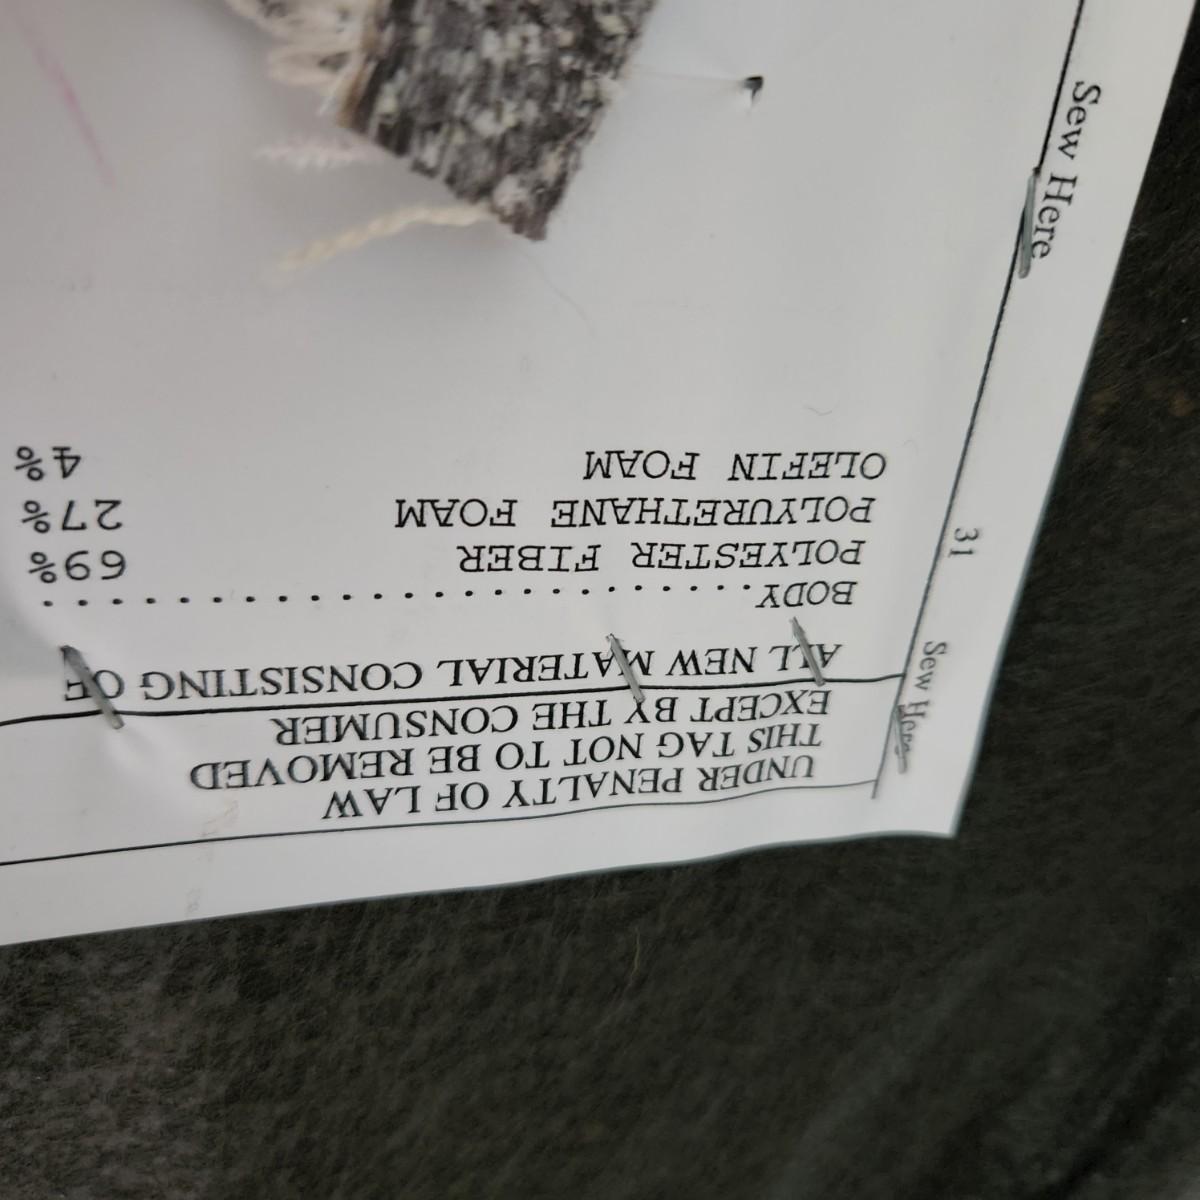 UNDER PENALTY OF LAW
THIS TAG NOT TO BE REMOVED
EXCEPT BY THE CONSUMER
ALL NEW MATERIAL CONSISTING OF
BODY...........................
POLYESTER FIBER 69%
POLYURETHANE FOAM 27%
OLEFIN FOAM 4%
Sew Here
31
Sew Here